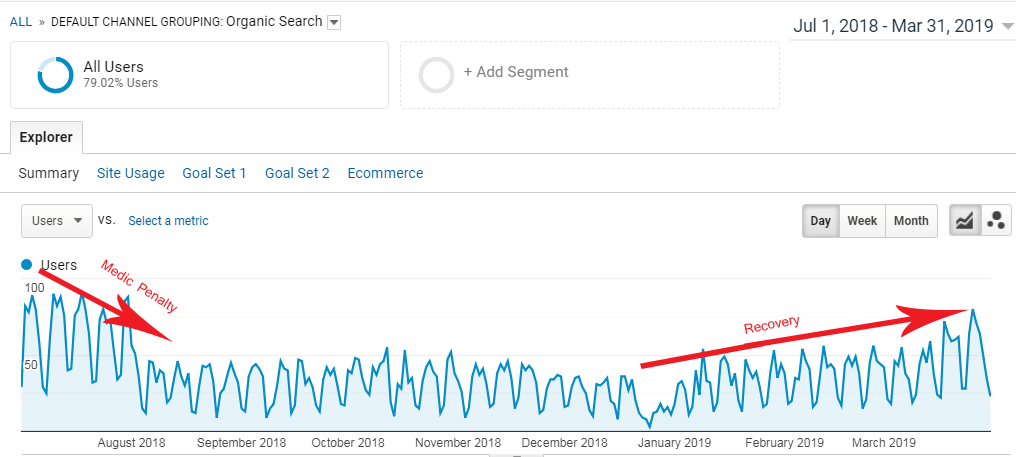 ALL » DEFAULT CHANNEL GROUPING: Organic Search
Jul 1, 2018 - Mar 31, 2019
All Users
79.02% Users
+ Add Segment
Explorer
Summary Site Usage Goal Set 1 Goal Set 2 Ecommerce
Users vs. Select a metric
Day Week Month
Users
Medic Penalty
100
Recovery
50
August 2018 September 2018 October 2018 November 2018 December 2018 January 2019 February 2019 March 2019